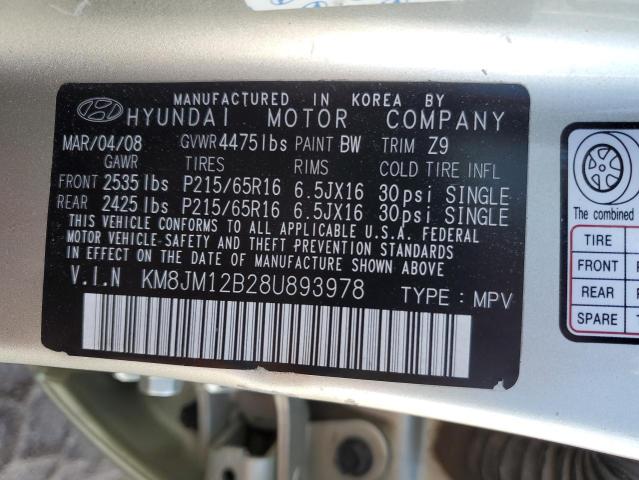 MANUFACTURED IN KOREA BY
HYUNDAI MOTOR COMPANY
MAR/04/08 GVWR 4475lbs PAINT BW TRIM Z9
GAWR TIRES RIMS COLD TIRE INFL
FRONT 2535 lbs P215/65R16 6.5JX16 30psi SINGLE
REAR 2425 lbs P215/65R16 6.5JX16 30psi SINGLE
THIS VEHICLE CONFORMS TO ALL APPLICABLE U.S.A. FEDERAL
MOTOR VEHICLE-SAFETY AND THEFT PREVENTION STANDARDS
IN EFFECT ON THE DATE OF MANUFACTURE SHOWN ABOVE.
V.I.N KM8JM12B28U893978 TYPE: MPV
The combined
TIRE
FRONT
REAR
SPARE